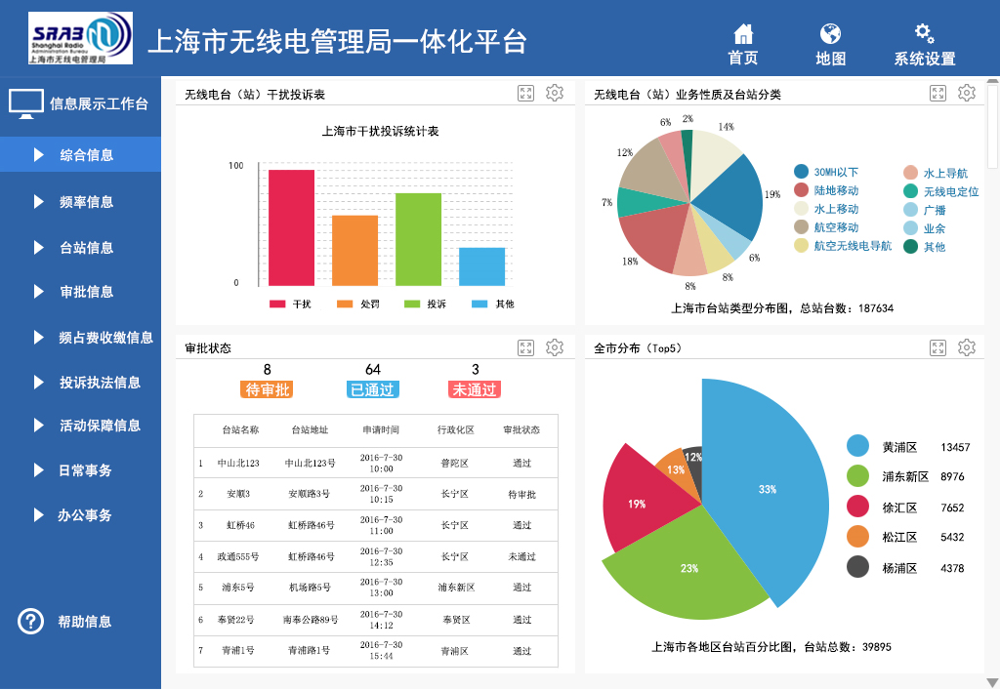 SRAB
Shanghai Radio
Administration Bureau
上海市无线电管理局
上海市无线电管理局一体化平台
首页
地图
系统设置
信息展示工作台
综合信息
频率信息
台站信息
审批信息
频占费收缴信息
投诉执法信息
活动保障信息
日常事务
办公事务
? 帮助信息
无线电台（站）干扰投诉表
上海市干扰投诉统计表
100
0
干扰 处罚 投诉 其他
无线电台（站）业务性质及台站分类
2%
14%
19%
6%
8%
8%
18%
7%
12%
6%
30MH以下
陆地移动
水上移动
航空移动
航空无线电导航
水上导航
无线电定位
广播
业余
其他
上海市台站类型分布图，总站台数：187634
审批状态
8 64 3
待审批 已通过 未通过
台站名称 台站地址 申请时间 行政化区 审批状态
1 中山北123 中山北123号 2016-7-30 10:00 普陀区 通过
2 安顺3 安顺路3号 2016-7-30 10:15 长宁区 待审批
3 虹桥46 虹桥路46号 2016-7-30 11:00 长宁区 通过
4 政通555号 虹桥路46号 2016-7-30 12:35 长宁区 未通过
5 浦东5号 机场路5号 2016-7-30 13:00 浦东新区 通过
6 奉贤22号 南奉公路89号 2016-7-30 14:12 奉贤区 通过
7 青浦1号 青浦路1号 2016-7-30 15:44 青浦区 通过
全市分布（Top5）
12%
13%
33%
19%
23%
黄浦区 13457
浦东新区 8976
徐汇区 7652
松江区 5432
杨浦区 4378
上海市各地区台站百分比图，台站总数：39895